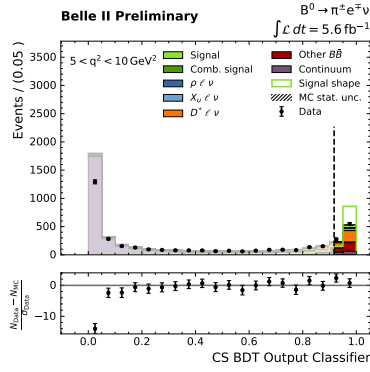 Belle II Preliminary
B⁰ → π±e∓ν
∫ℒ dt = 5.6 fb⁻¹
5 < q² < 10 GeV²
Signal
Comb. signal
ρ ℓ ν
Xᵤ ℓ ν
D* ℓ ν
Other BB̄
Continuum
Signal shape
MC stat. unc.
Data
Events / (0.05 )
3500
3000
2500
2000
1500
1000
500
0
(N_Data − N_MC) / σ_Data
0
−10
0.0 0.2 0.4 0.6 0.8 1.0
CS BDT Output Classifier